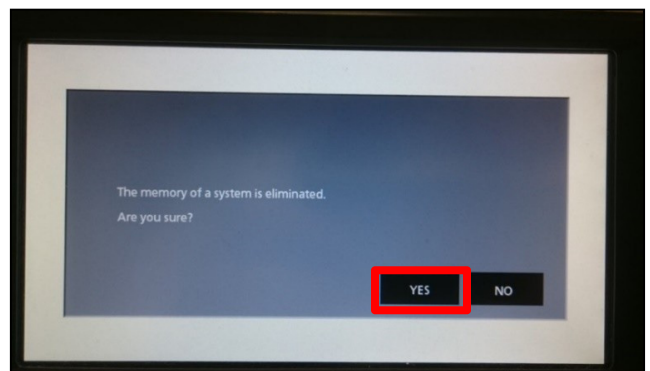 The memory of a system is eliminated.
Are you sure?
YES
NO